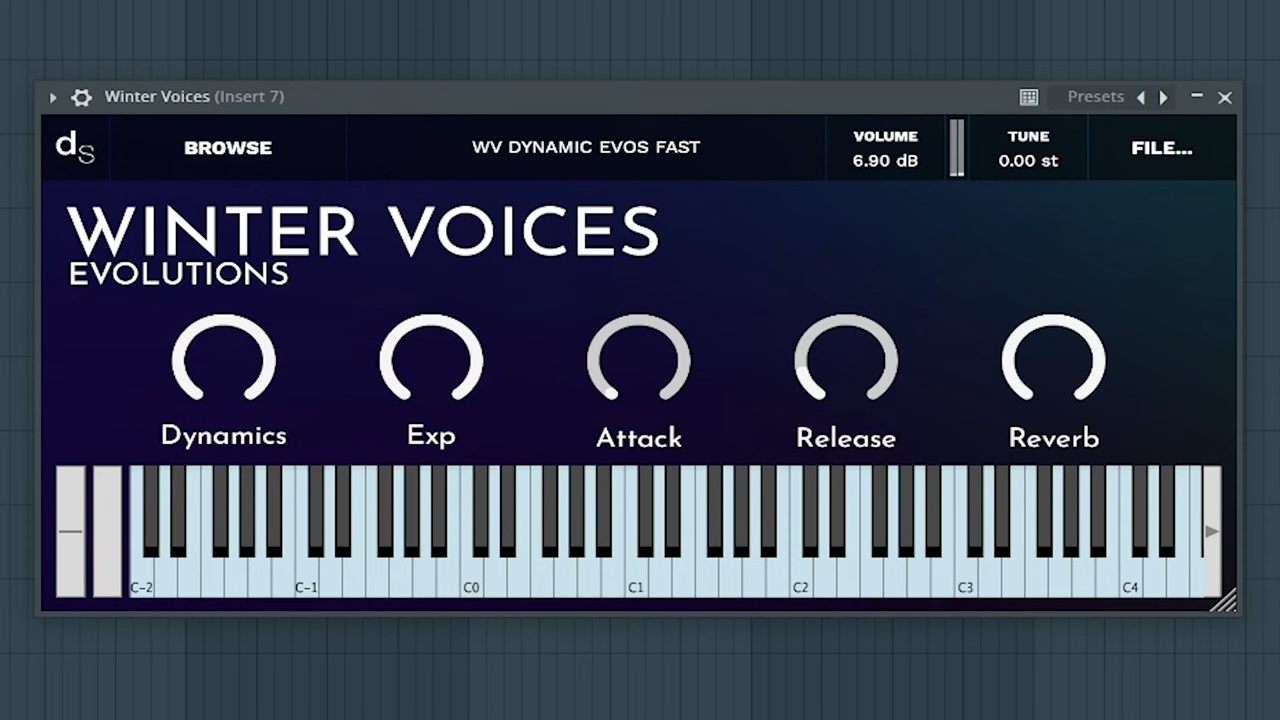 Winter Voices (Insert 7)
Presets
ds
BROWSE
WV DYNAMIC EVOS FAST
VOLUME
6.90 dB
TUNE
0.00 st
FILE...
WINTER VOICES
EVOLUTIONS
Dynamics
Exp
Attack
Release
Reverb
C-2
C-1
C0
C1
C2
C3
C4